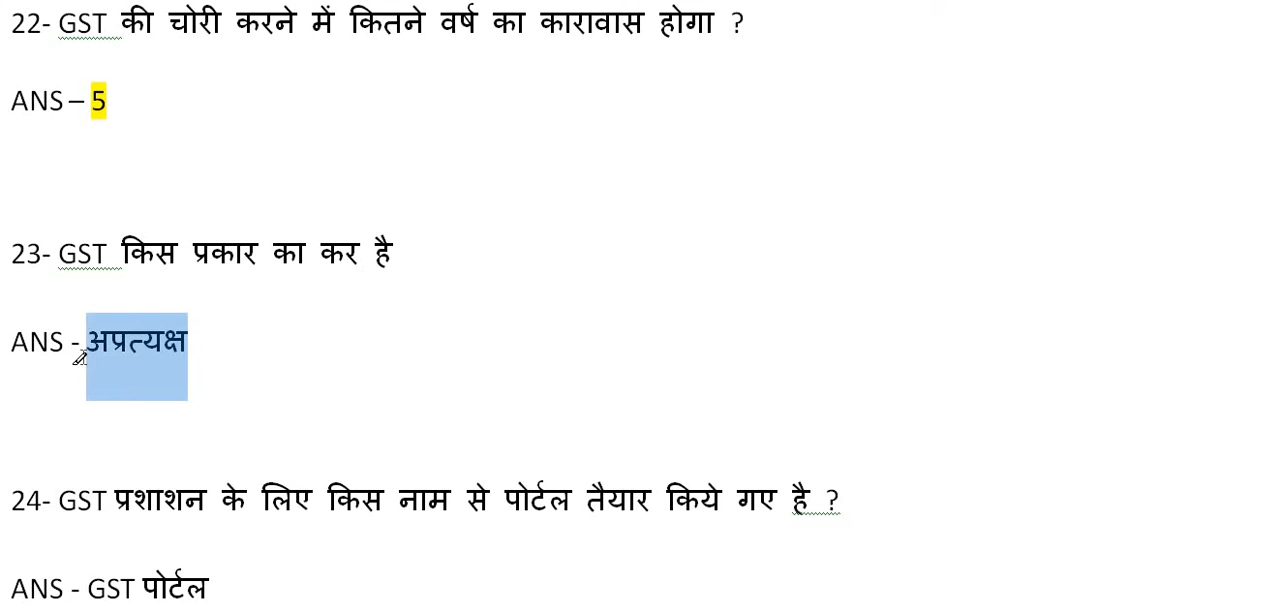 22- GST की चोरी करने में कितने वर्ष का कारावास होगा ?
ANS – 5
23- GST किस प्रकार का कर है
ANS - अप्रत्यक्ष
24- GST प्रशाशन के लिए किस नाम से पोर्टल तैयार किये गए है ?
ANS - GST पोर्टल